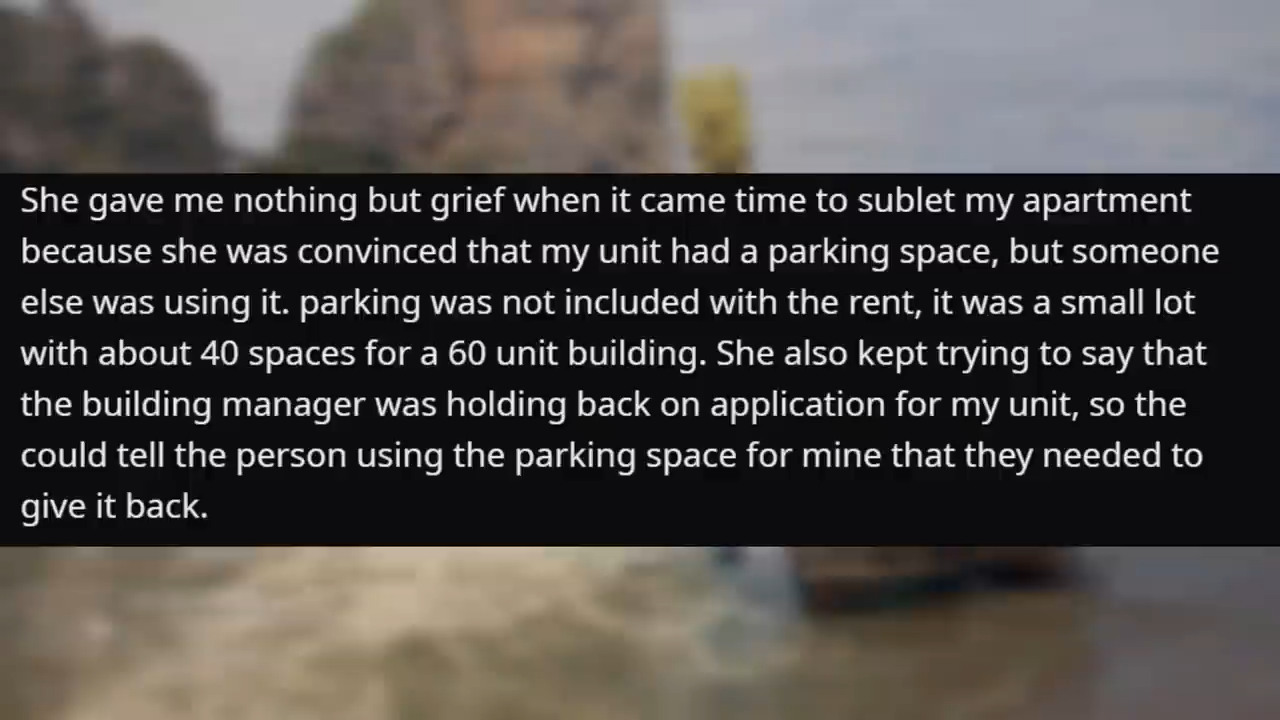 She gave me nothing but grief when it came time to sublet my apartment
because she was convinced that my unit had a parking space, but someone
else was using it. parking was not included with the rent, it was a small lot
with about 40 spaces for a 60 unit building. She also kept trying to say that
the building manager was holding back on application for my unit, so the
could tell the person using the parking space for mine that they needed to
give it back.